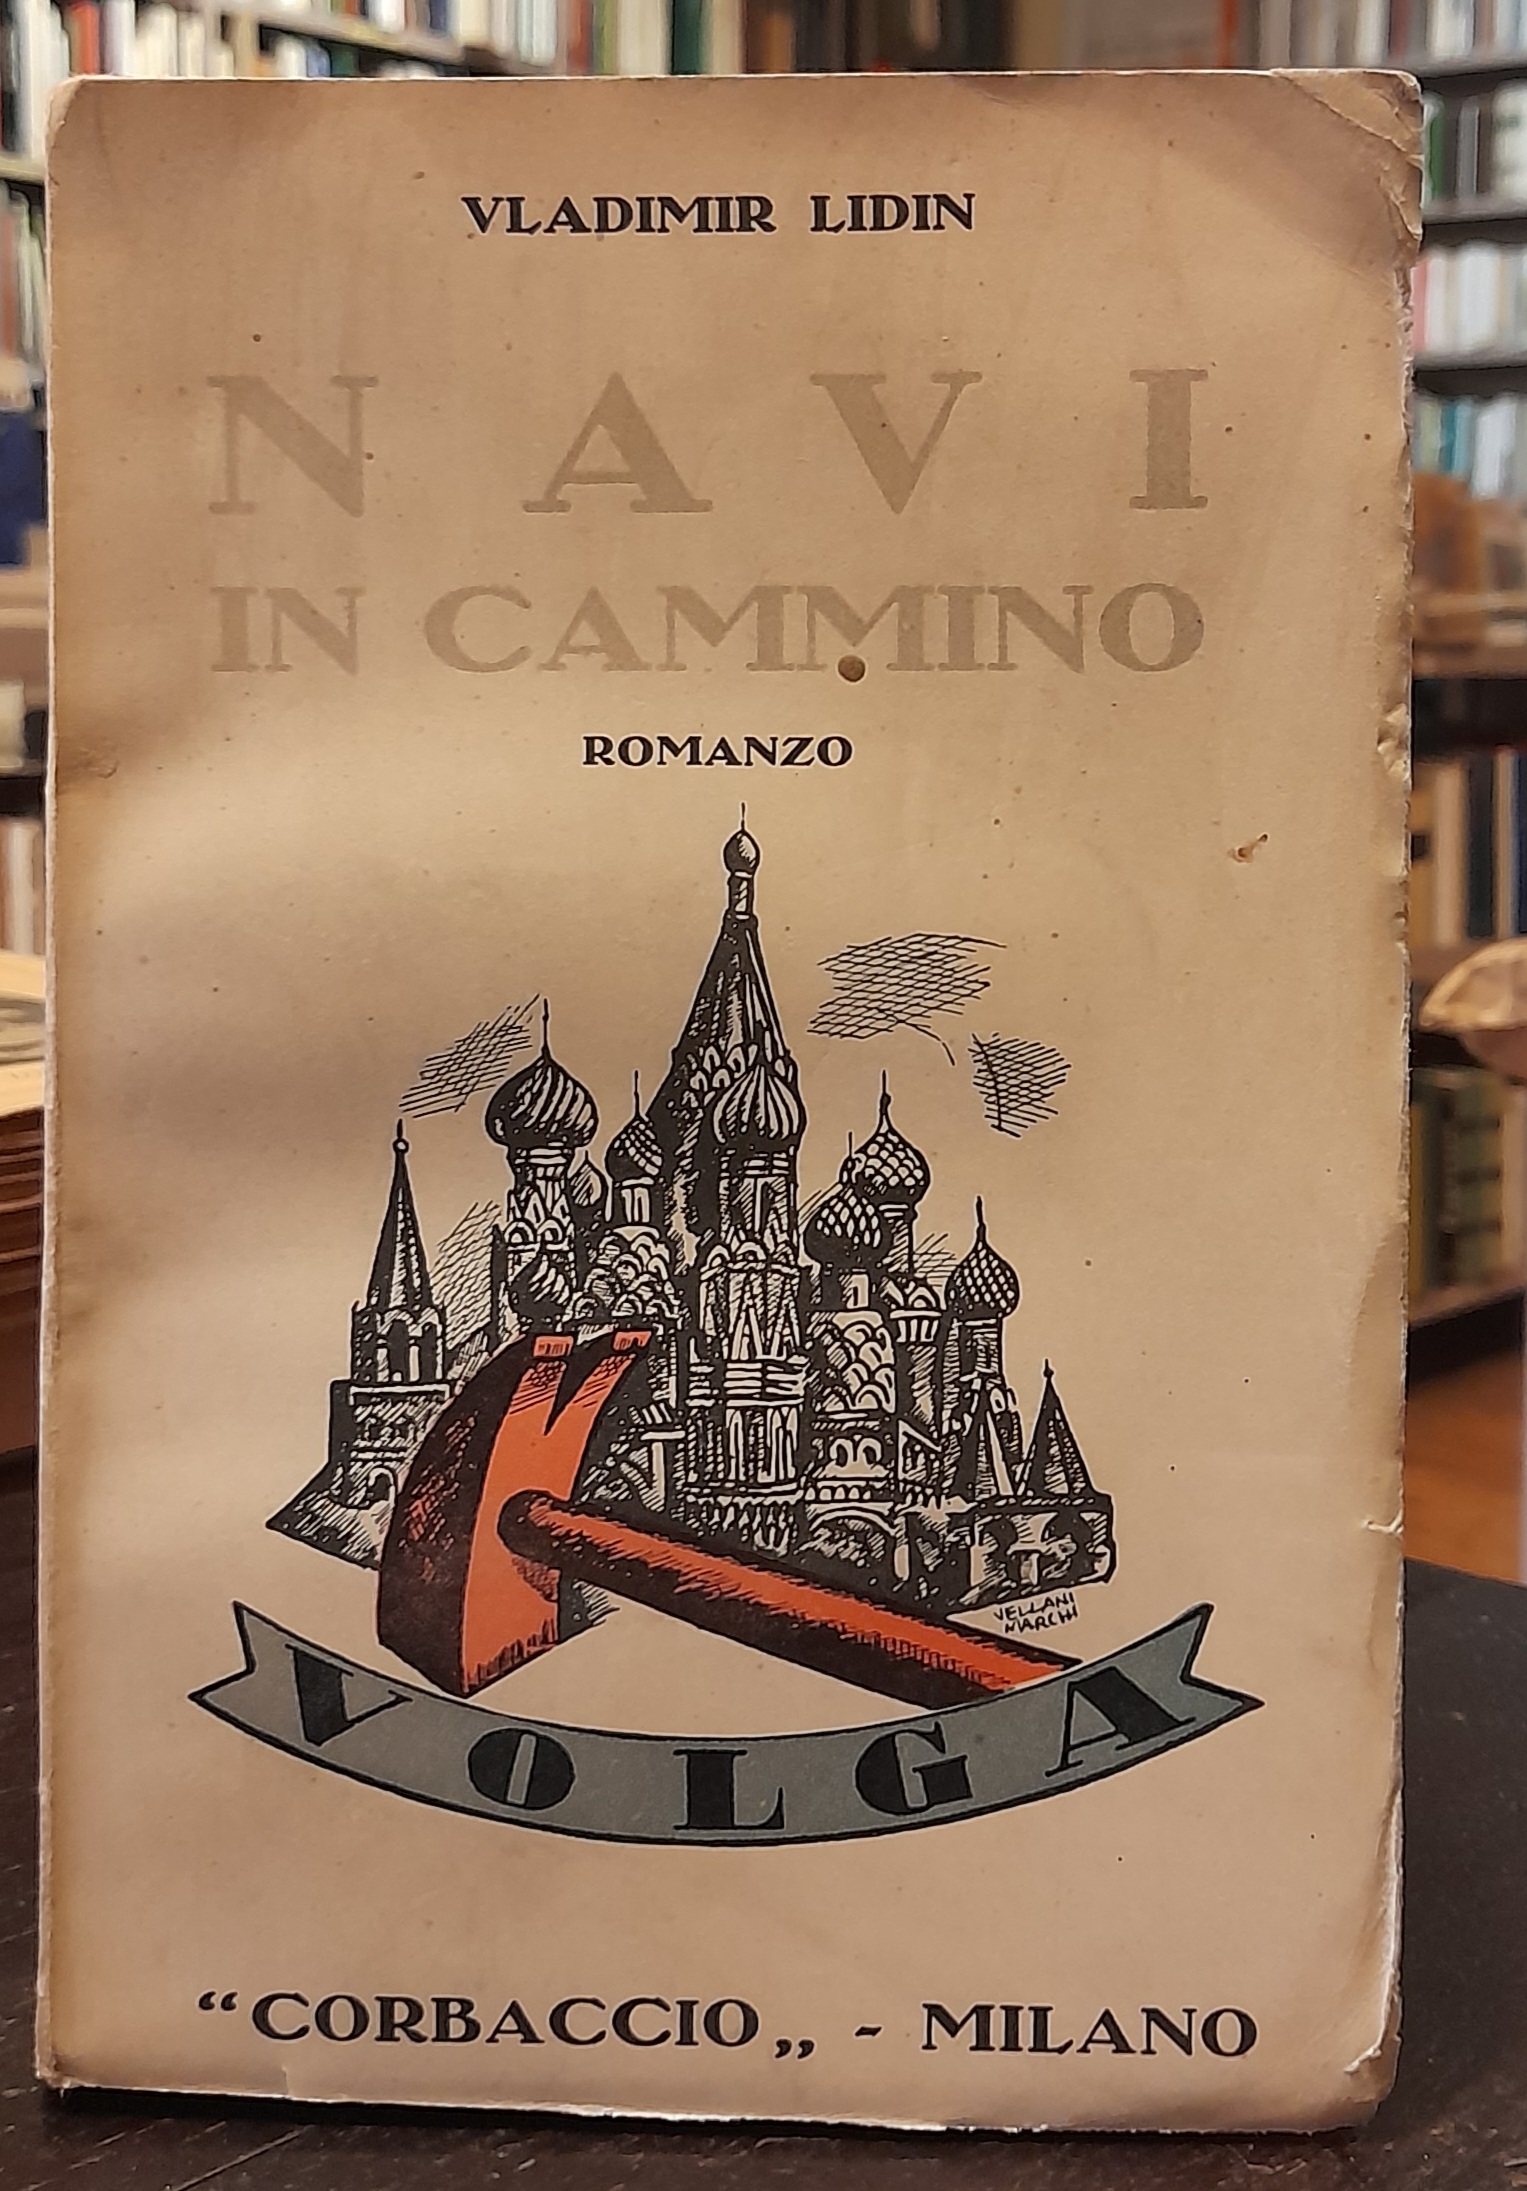 VLADIMIR LIDIN
NAVI
IN CAMMINO
ROMANZO
VELLANI
MARCHI
VOLGA
“CORBACCIO„ - MILANO